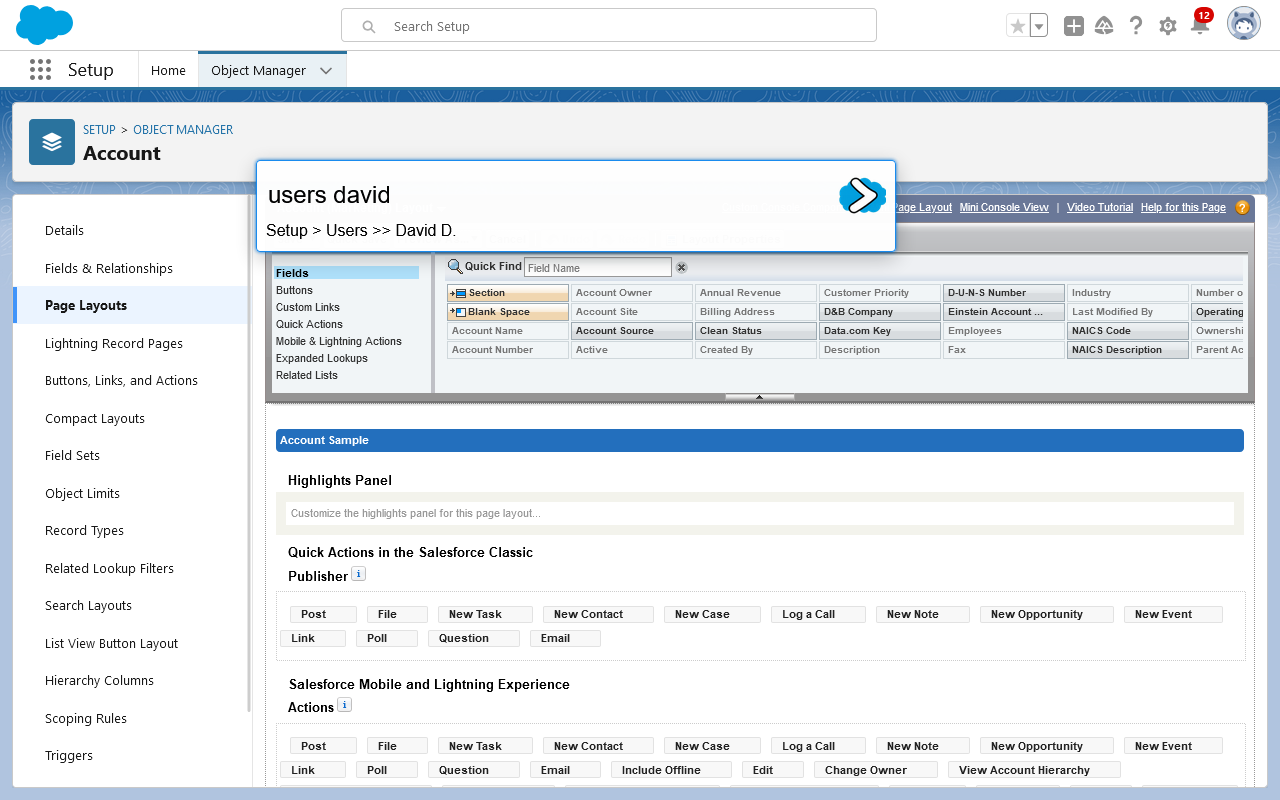 Search Setup
12
Setup
Home
Object Manager
SETUP > OBJECT MANAGER
Account
users david
Setup > Users >> David D.
Page Layout Mini Console View | Video Tutorial Help for this Page ?
Details
Fields & Relationships
Page Layouts
Lightning Record Pages
Buttons, Links, and Actions
Compact Layouts
Field Sets
Object Limits
Record Types
Related Lookup Filters
Search Layouts
List View Button Layout
Hierarchy Columns
Scoping Rules
Triggers
Fields
Buttons
Custom Links
Quick Actions
Mobile & Lightning Actions
Expanded Lookups
Related Lists
Quick Find Field Name
Section Account Owner Annual Revenue Customer Priority D-U-N-S Number Industry Number o
Blank Space Account Site Billing Address D&B Company Einstein Account ... Last Modified By Operating
Account Name Account Source Clean Status Data.com Key Employees NAICS Code Ownershi
Account Number Active Created By Description Fax NAICS Description Parent Ac
Account Sample
Highlights Panel
Customize the highlights panel for this page layout...
Quick Actions in the Salesforce Classic
Publisher i
Post File New Task New Contact New Case Log a Call New Note New Opportunity New Event
Link Poll Question Email
Salesforce Mobile and Lightning Experience
Actions i
Post File New Task New Contact New Case Log a Call New Note New Opportunity New Event
Link Poll Question Email Include Offline Edit Change Owner View Account Hierarchy